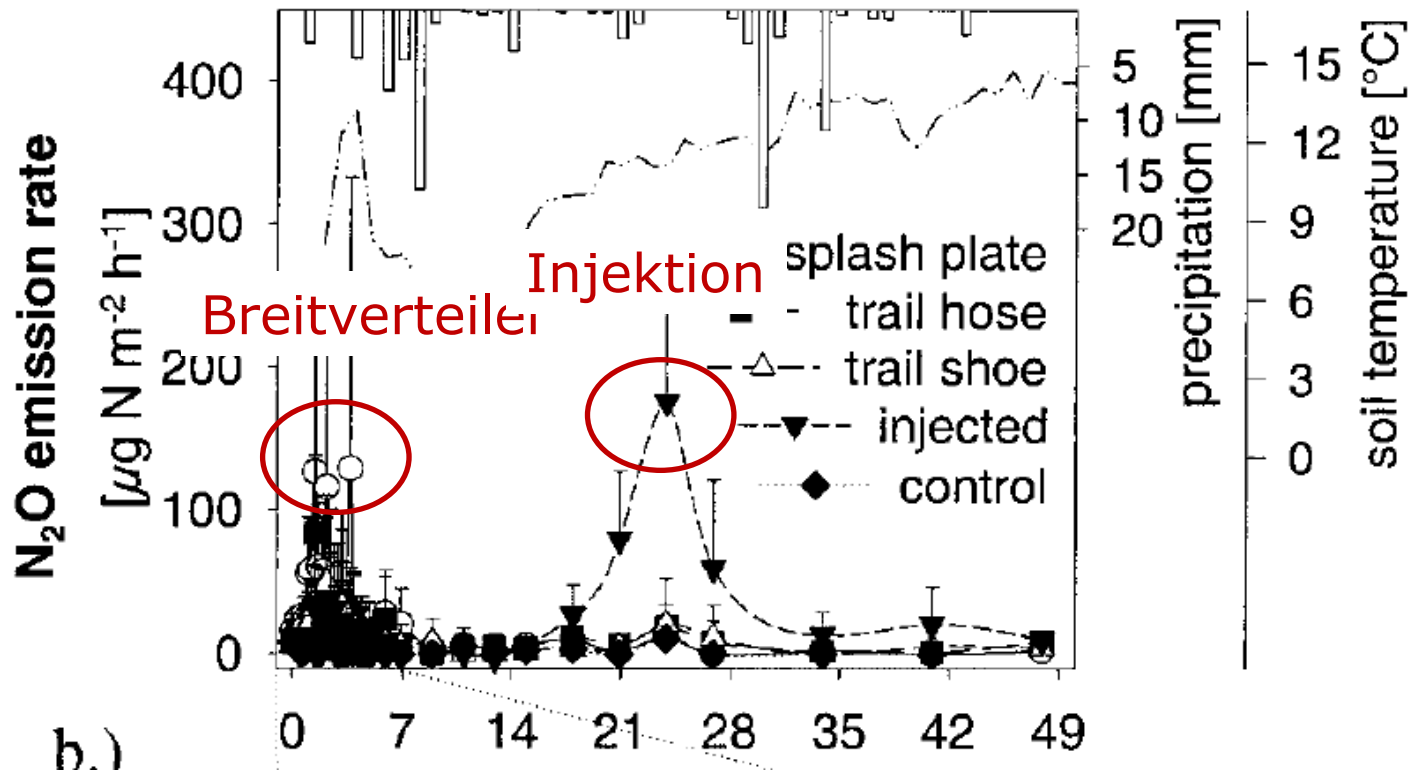 N₂O emission rate
[µg N m⁻² h⁻¹]
400
300
200
100
0
0 7 14 21 28 35 42 49
b.)
Breitverteiler
Injektion
splash plate
trail hose
trail shoe
injected
control
5
10
15
20
precipitation [mm]
15
12
9
6
3
0
soil temperature [°C]